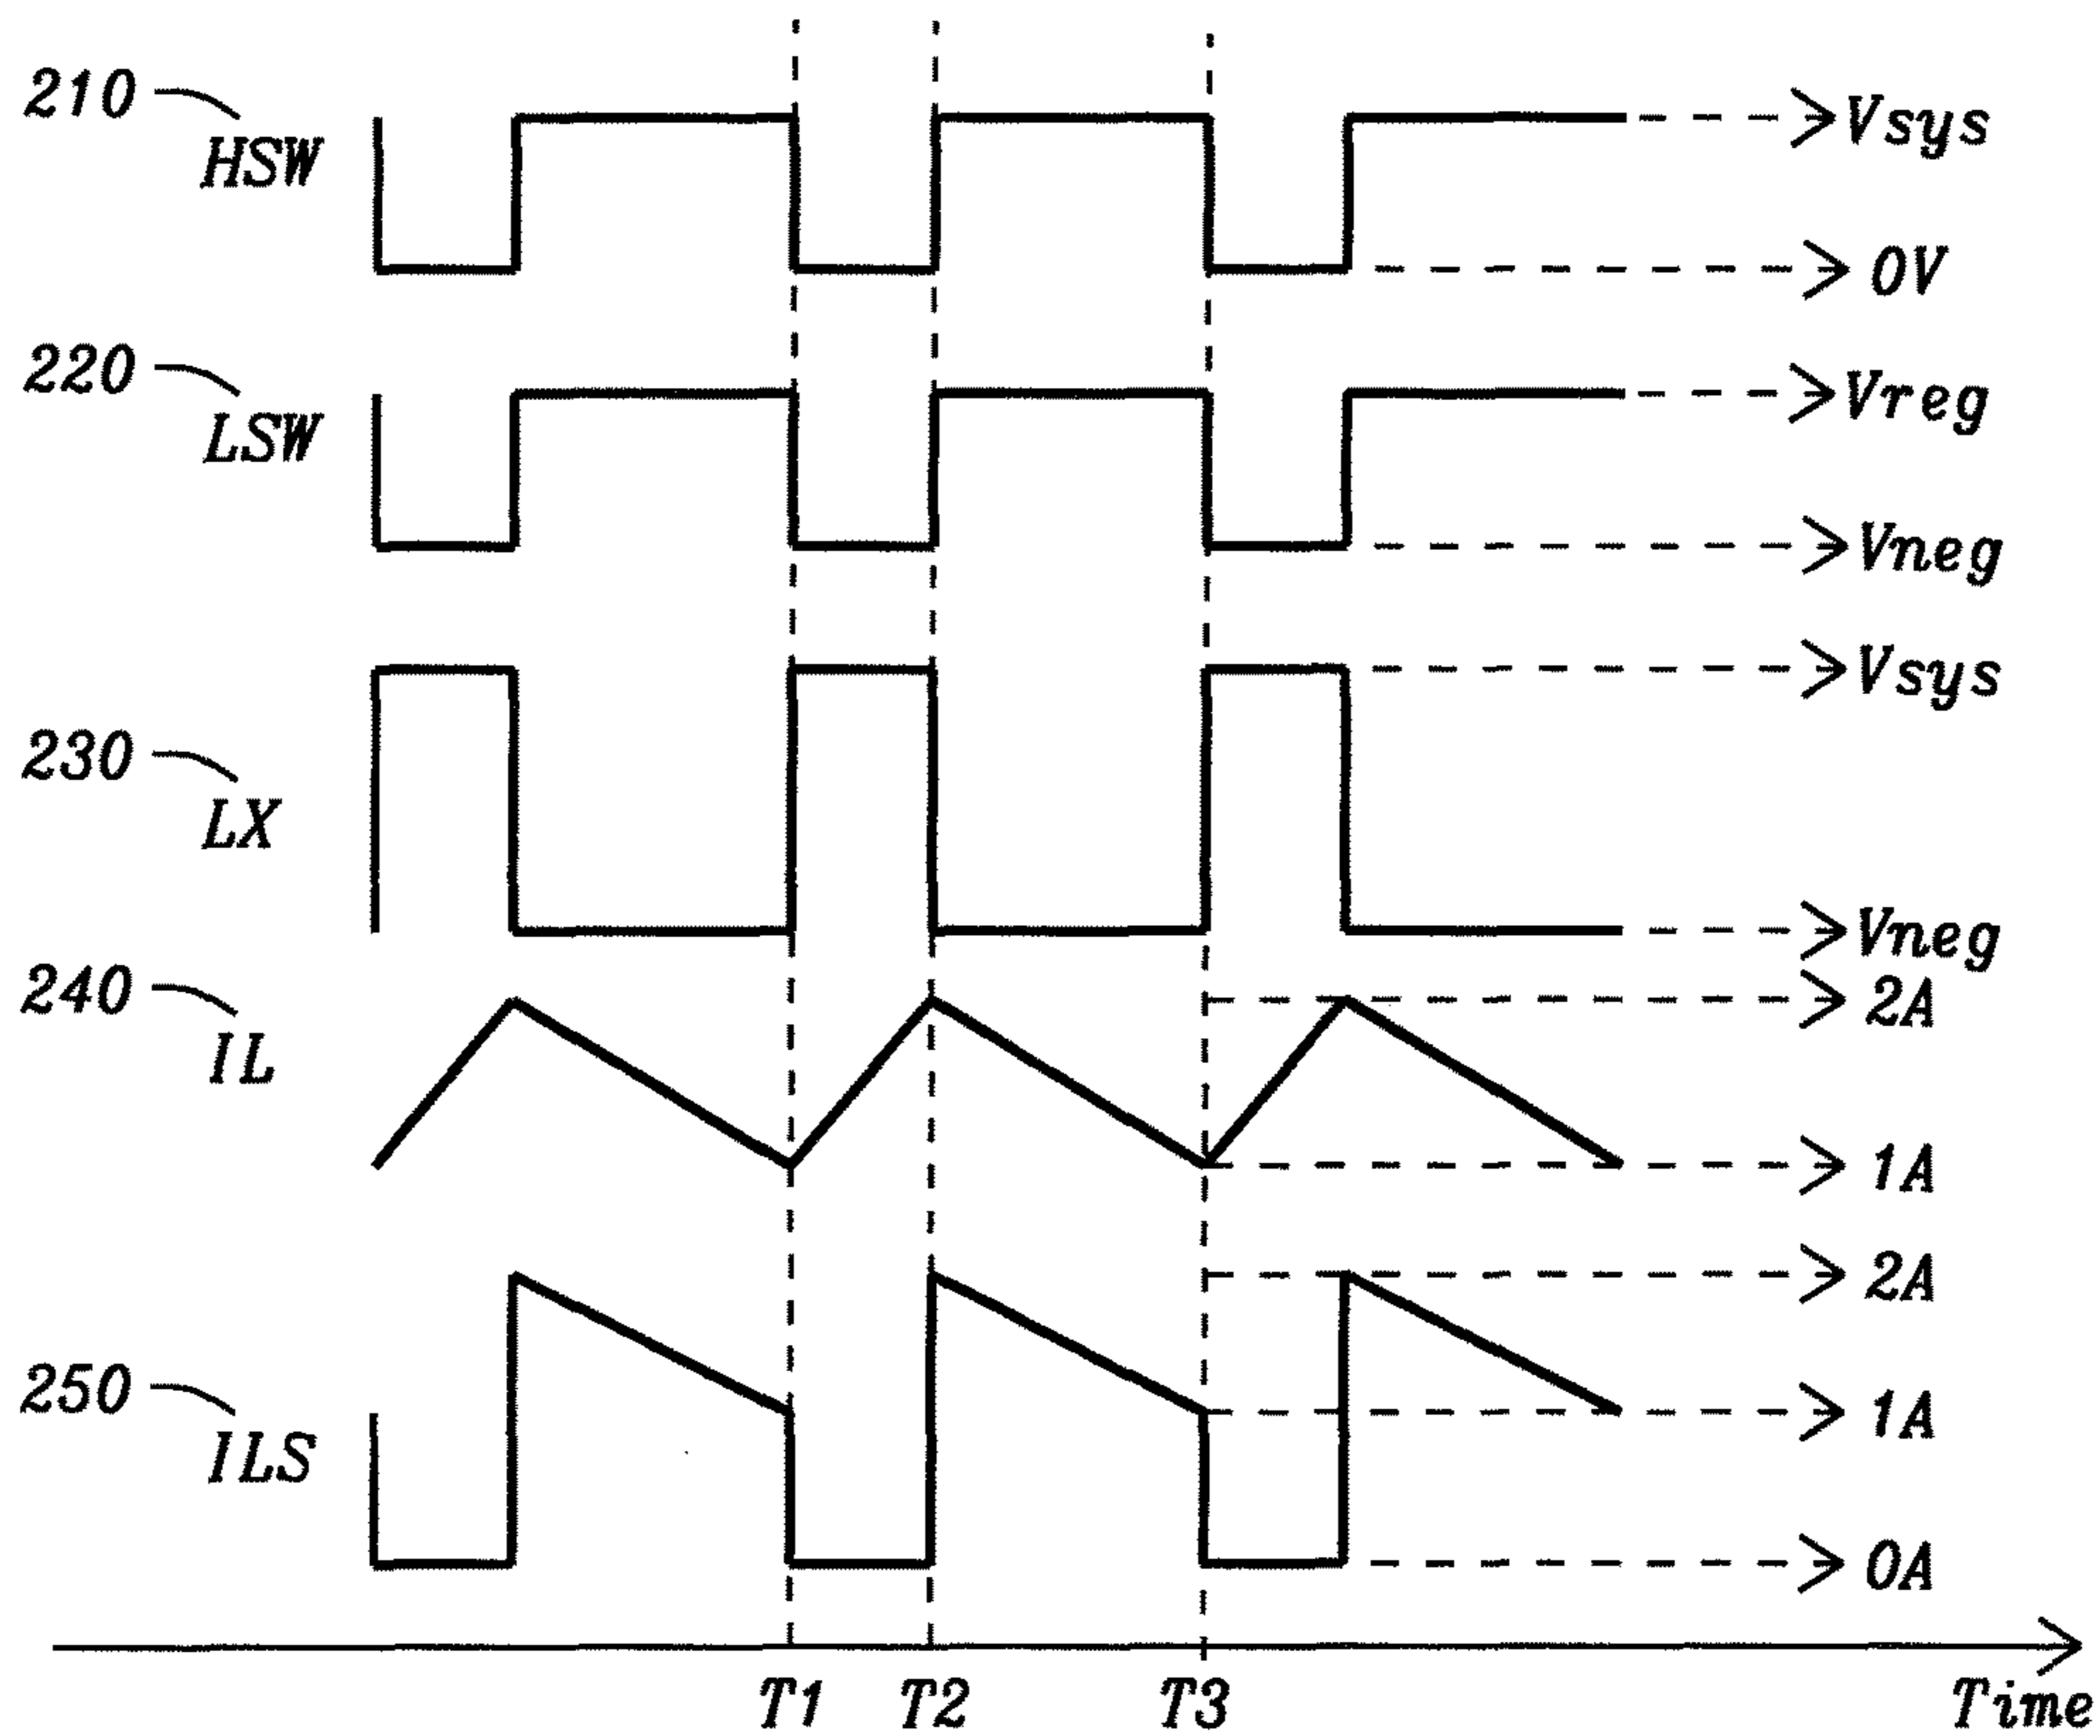 210
HSW
Vsys
0V
220
LSW
Vreg
Vneg
230
LX
Vsys
Vneg
240
IL
2A
1A
250
ILS
2A
1A
0A
T1 T2 T3 Time